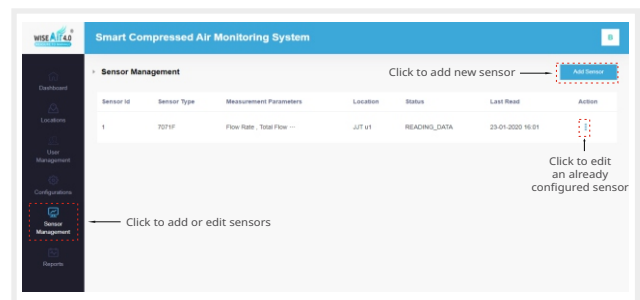 WISE AIR 4.0
Smart Compressed Air Monitoring System
B
Sensor Management
Click to add new sensor
Add Sensor
Dashboard
Sensor Id Sensor Type Measurement Parameters Location Status Last Read Action
Locations
1 7071F Flow Rate , Total Flow ... JJT u1 READING_DATA 23-01-2020 16:01
User
Management
Click to edit
an already
configured sensor
Configurations
Sensor
Management
Click to add or edit sensors
Reports